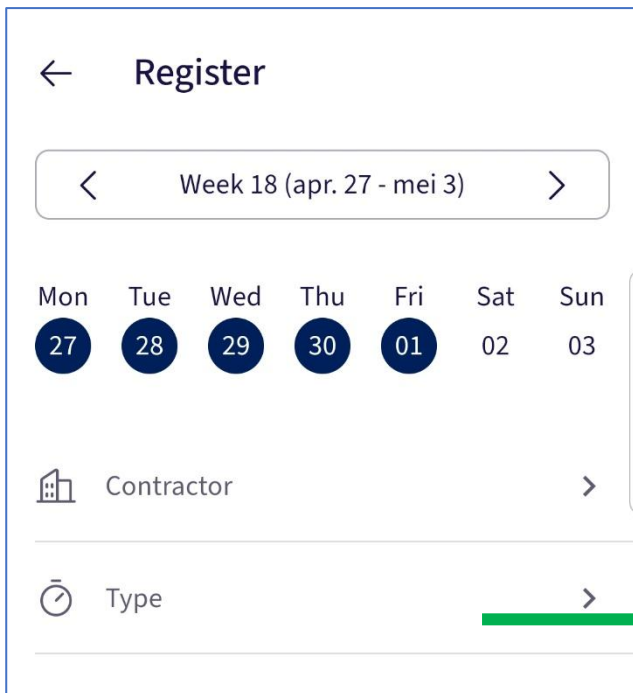 Register
Week 18 (apr. 27 - mei 3)
Mon Tue Wed Thu Fri Sat Sun
27 28 29 30 01 02 03
Contractor
Type